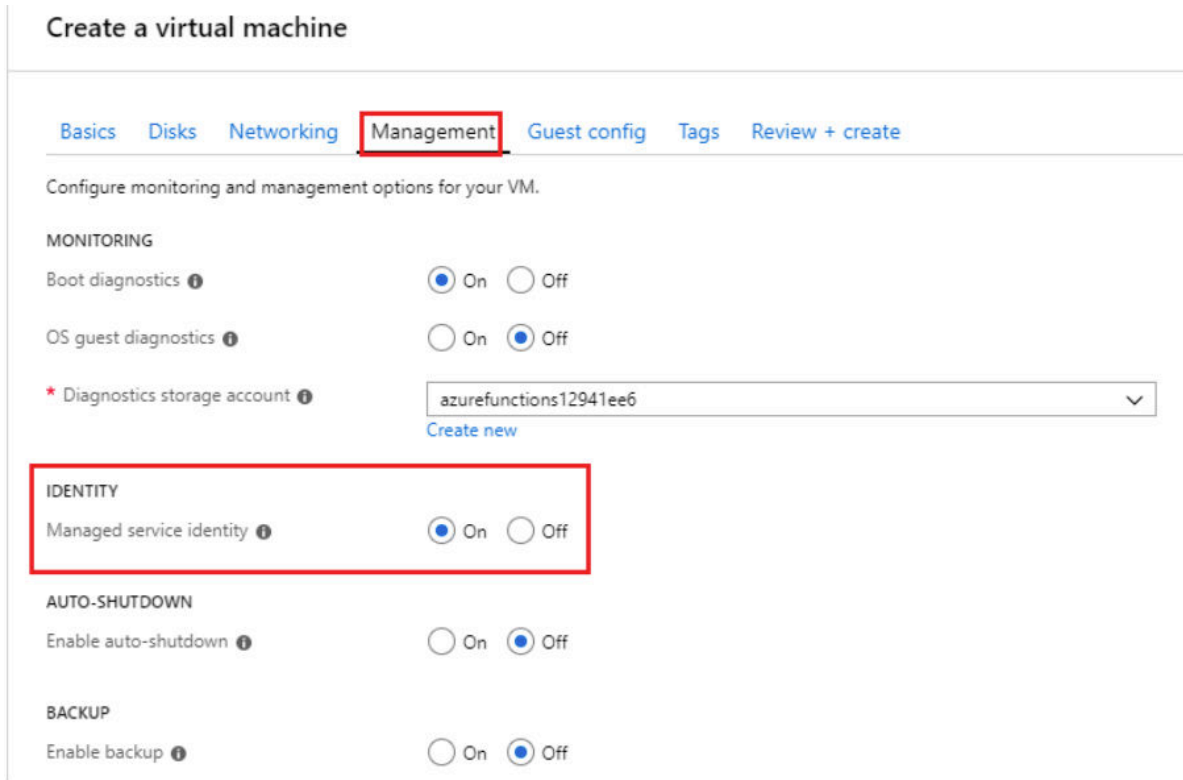 Create a virtual machine
Basics Disks Networking Management Guest config Tags Review + create
Configure monitoring and management options for your VM.
MONITORING
Boot diagnostics On Off
OS guest diagnostics On Off
* Diagnostics storage account azurefunctions12941ee6
Create new
IDENTITY
Managed service identity On Off
AUTO-SHUTDOWN
Enable auto-shutdown On Off
BACKUP
Enable backup On Off